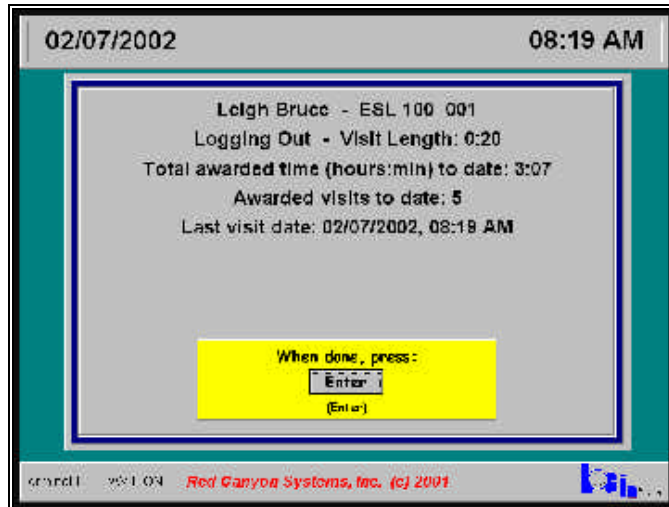 02/07/2002 08:19 AM
Leigh Bruce - ESL 100 001
Logging Out - Visit Length: 0:20
Total awarded time (hours:min) to date: 3:07
Awarded visits to date: 5
Last visit date: 02/07/2002, 08:19 AM
When done, press:
Enter
(Enter)
Red Canyon Systems, Inc. (c) 2001